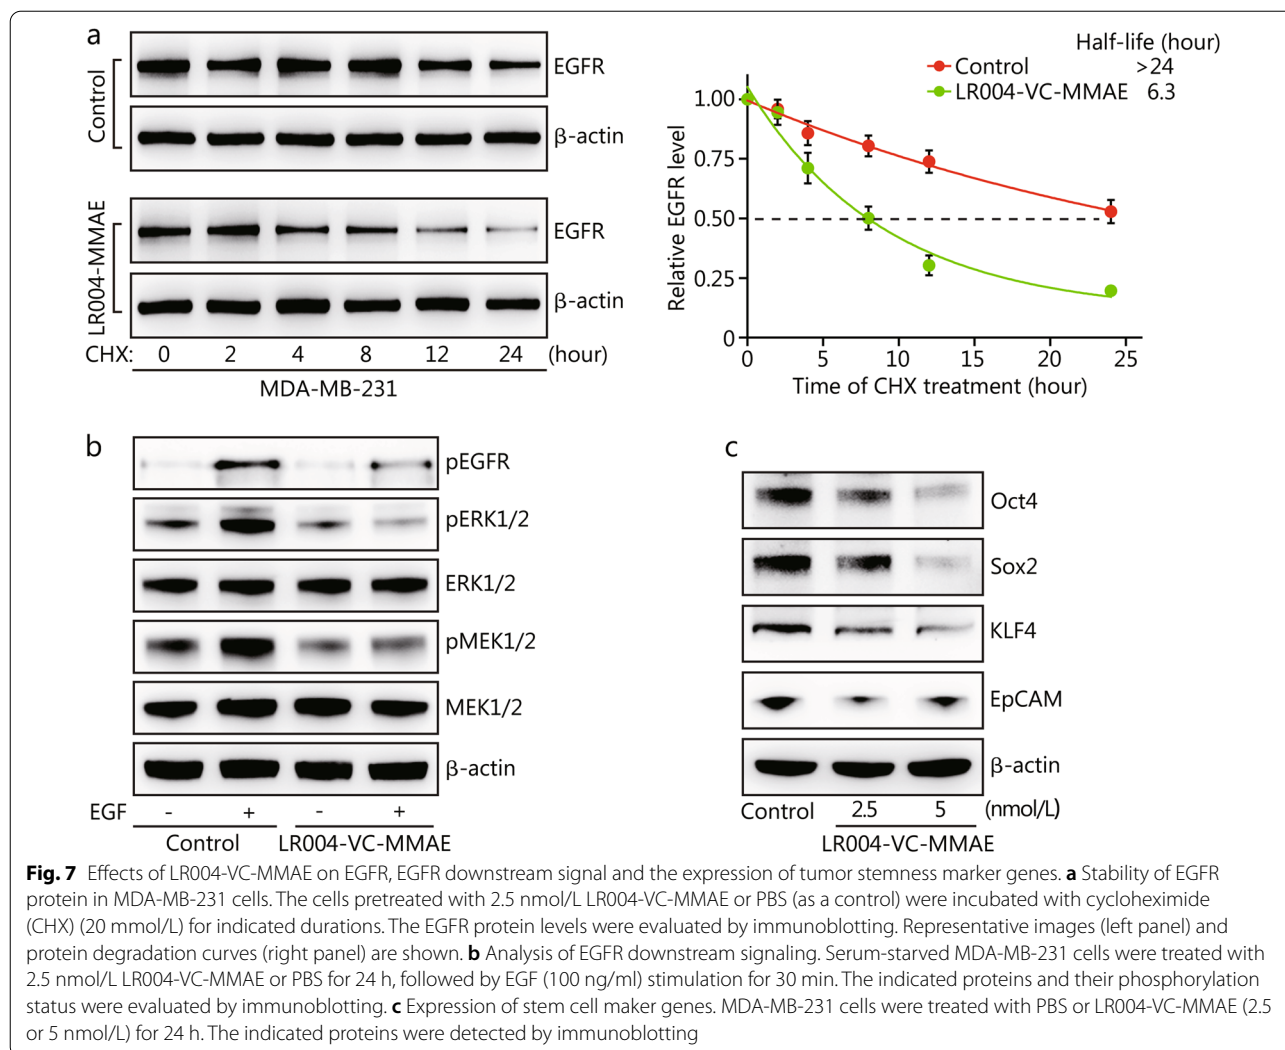 a
Control
EGFR
β-actin
LR004-MMAE
EGFR
β-actin
CHX: 0 2 4 8 12 24 (hour)
MDA-MB-231
Half-life (hour)
Control >24
LR004-VC-MMAE 6.3
Relative EGFR level
1.00
0.75
0.50
0.25
0
0 5 10 15 20 25
Time of CHX treatment (hour)
b
pEGFR
pERK1/2
ERK1/2
pMEK1/2
MEK1/2
β-actin
EGF - + - +
Control LR004-VC-MMAE
c
Oct4
Sox2
KLF4
EpCAM
β-actin
Control 2.5 5 (nmol/L)
LR004-VC-MMAE
Fig. 7 Effects of LR004-VC-MMAE on EGFR, EGFR downstream signal and the expression of tumor stemness marker genes. a Stability of EGFR
protein in MDA-MB-231 cells. The cells pretreated with 2.5 nmol/L LR004-VC-MMAE or PBS (as a control) were incubated with cycloheximide
(CHX) (20 mmol/L) for indicated durations. The EGFR protein levels were evaluated by immunoblotting. Representative images (left panel) and
protein degradation curves (right panel) are shown. b Analysis of EGFR downstream signaling. Serum-starved MDA-MB-231 cells were treated with
2.5 nmol/L LR004-VC-MMAE or PBS for 24 h, followed by EGF (100 ng/ml) stimulation for 30 min. The indicated proteins and their phosphorylation
status were evaluated by immunoblotting. c Expression of stem cell maker genes. MDA-MB-231 cells were treated with PBS or LR004-VC-MMAE (2.5
or 5 nmol/L) for 24 h. The indicated proteins were detected by immunoblotting